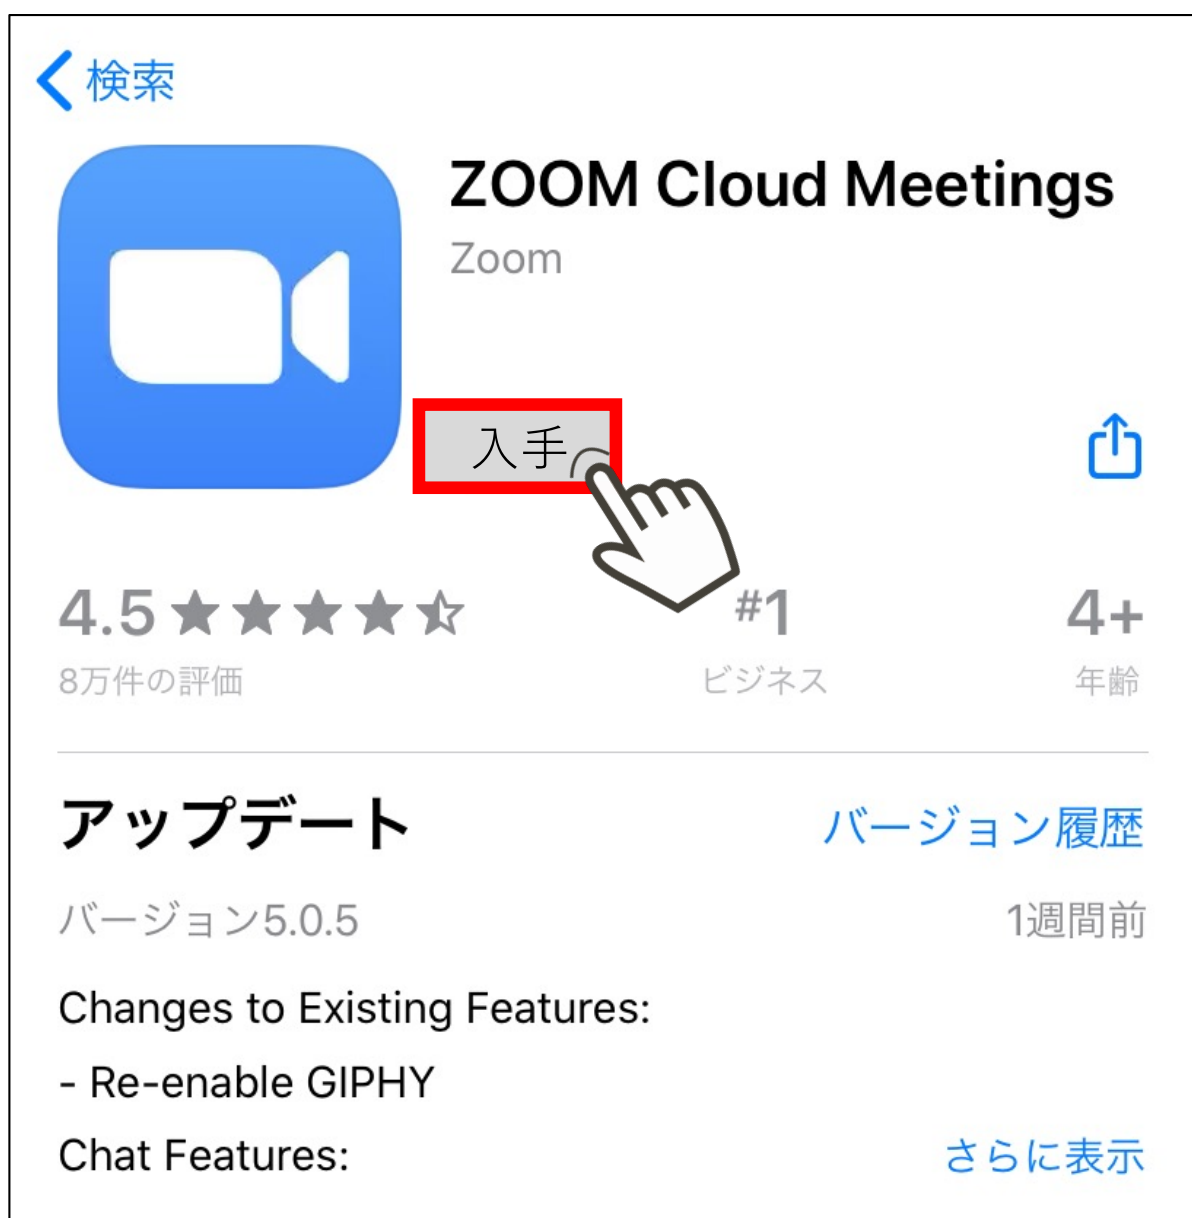 検索
ZOOM Cloud Meetings
Zoom
入手
4.5
#1
4+
8万件の評価
ビジネス
年齢
アップデート
バージョン履歴
バージョン5.0.5
1週間前
Changes to Existing Features:
- Re-enable GIPHY
Chat Features:
さらに表示